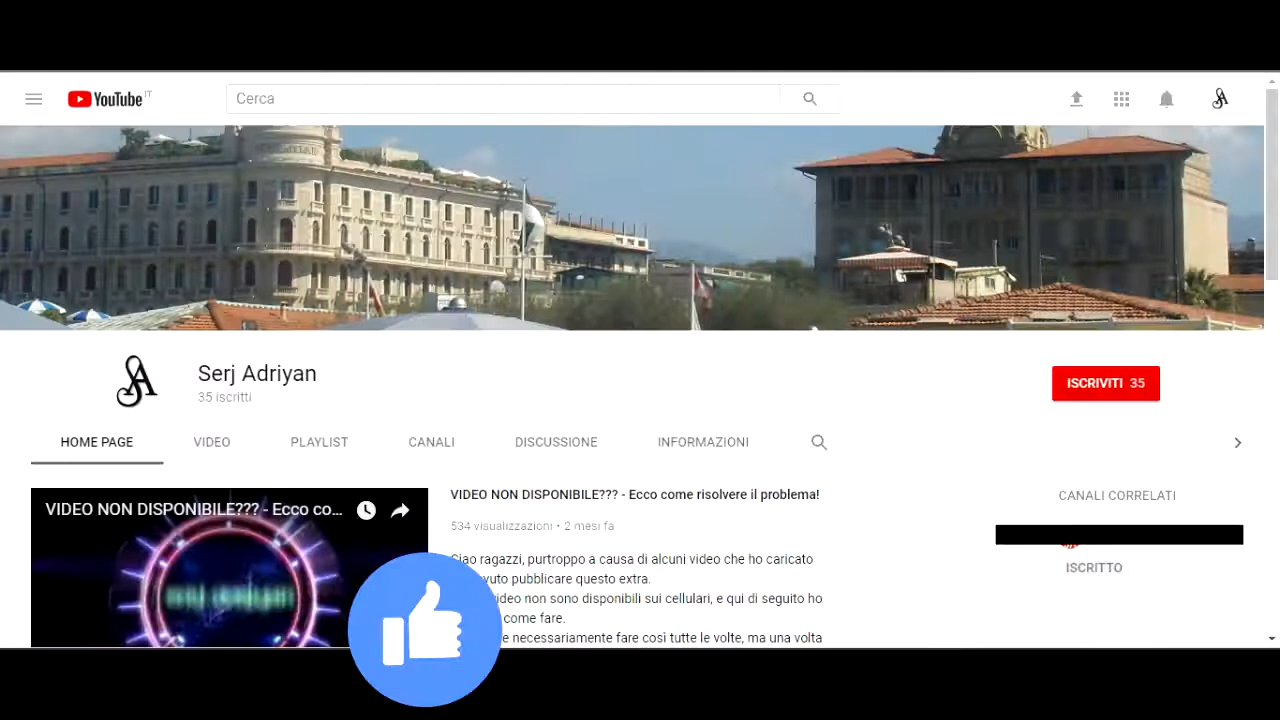 YouTube IT
Cerca
Serj Adriyan
35 iscritti
ISCRIVITI 35
HOME PAGE
VIDEO
PLAYLIST
CANALI
DISCUSSIONE
INFORMAZIONI
VIDEO NON DISPONIBILE??? - Ecco co...
VIDEO NON DISPONIBILE??? - Ecco come risolvere il problema!
534 visualizzazioni • 2 mesi fa
Ciao ragazzi, purtroppo a causa di alcuni video che ho caricato
pubblicare questo extra.
non sono disponibili sui cellulari, e qui di seguito ho
come fare.
necessariamente fare così tutte le volte, ma una volta
CANALI CORRELATI
ISCRITTO